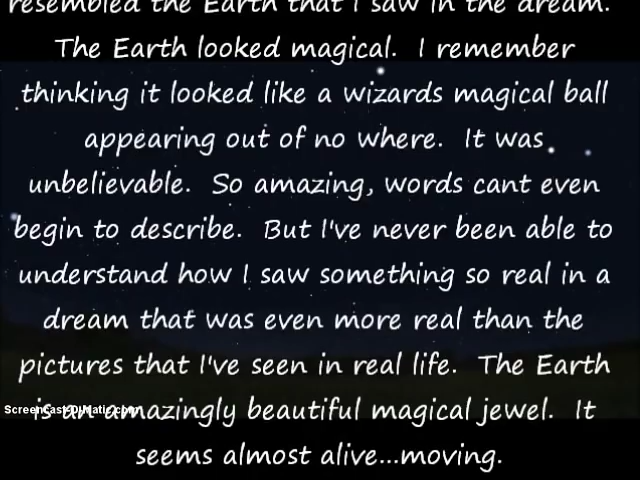 resembled the Earth that I saw in the dream.
The Earth looked magical. I remember
thinking it looked like a wizards magical ball
appearing out of no where. It was
unbelievable. So amazing, words cant even
begin to describe. But I've never been able to
understand how I saw something so real in a
dream that was even more real than the
pictures that I've seen in real life. The Earth
is an amazingly beautiful magical jewel. It
Screencast-O-Matic.com
seems almost alive...moving.